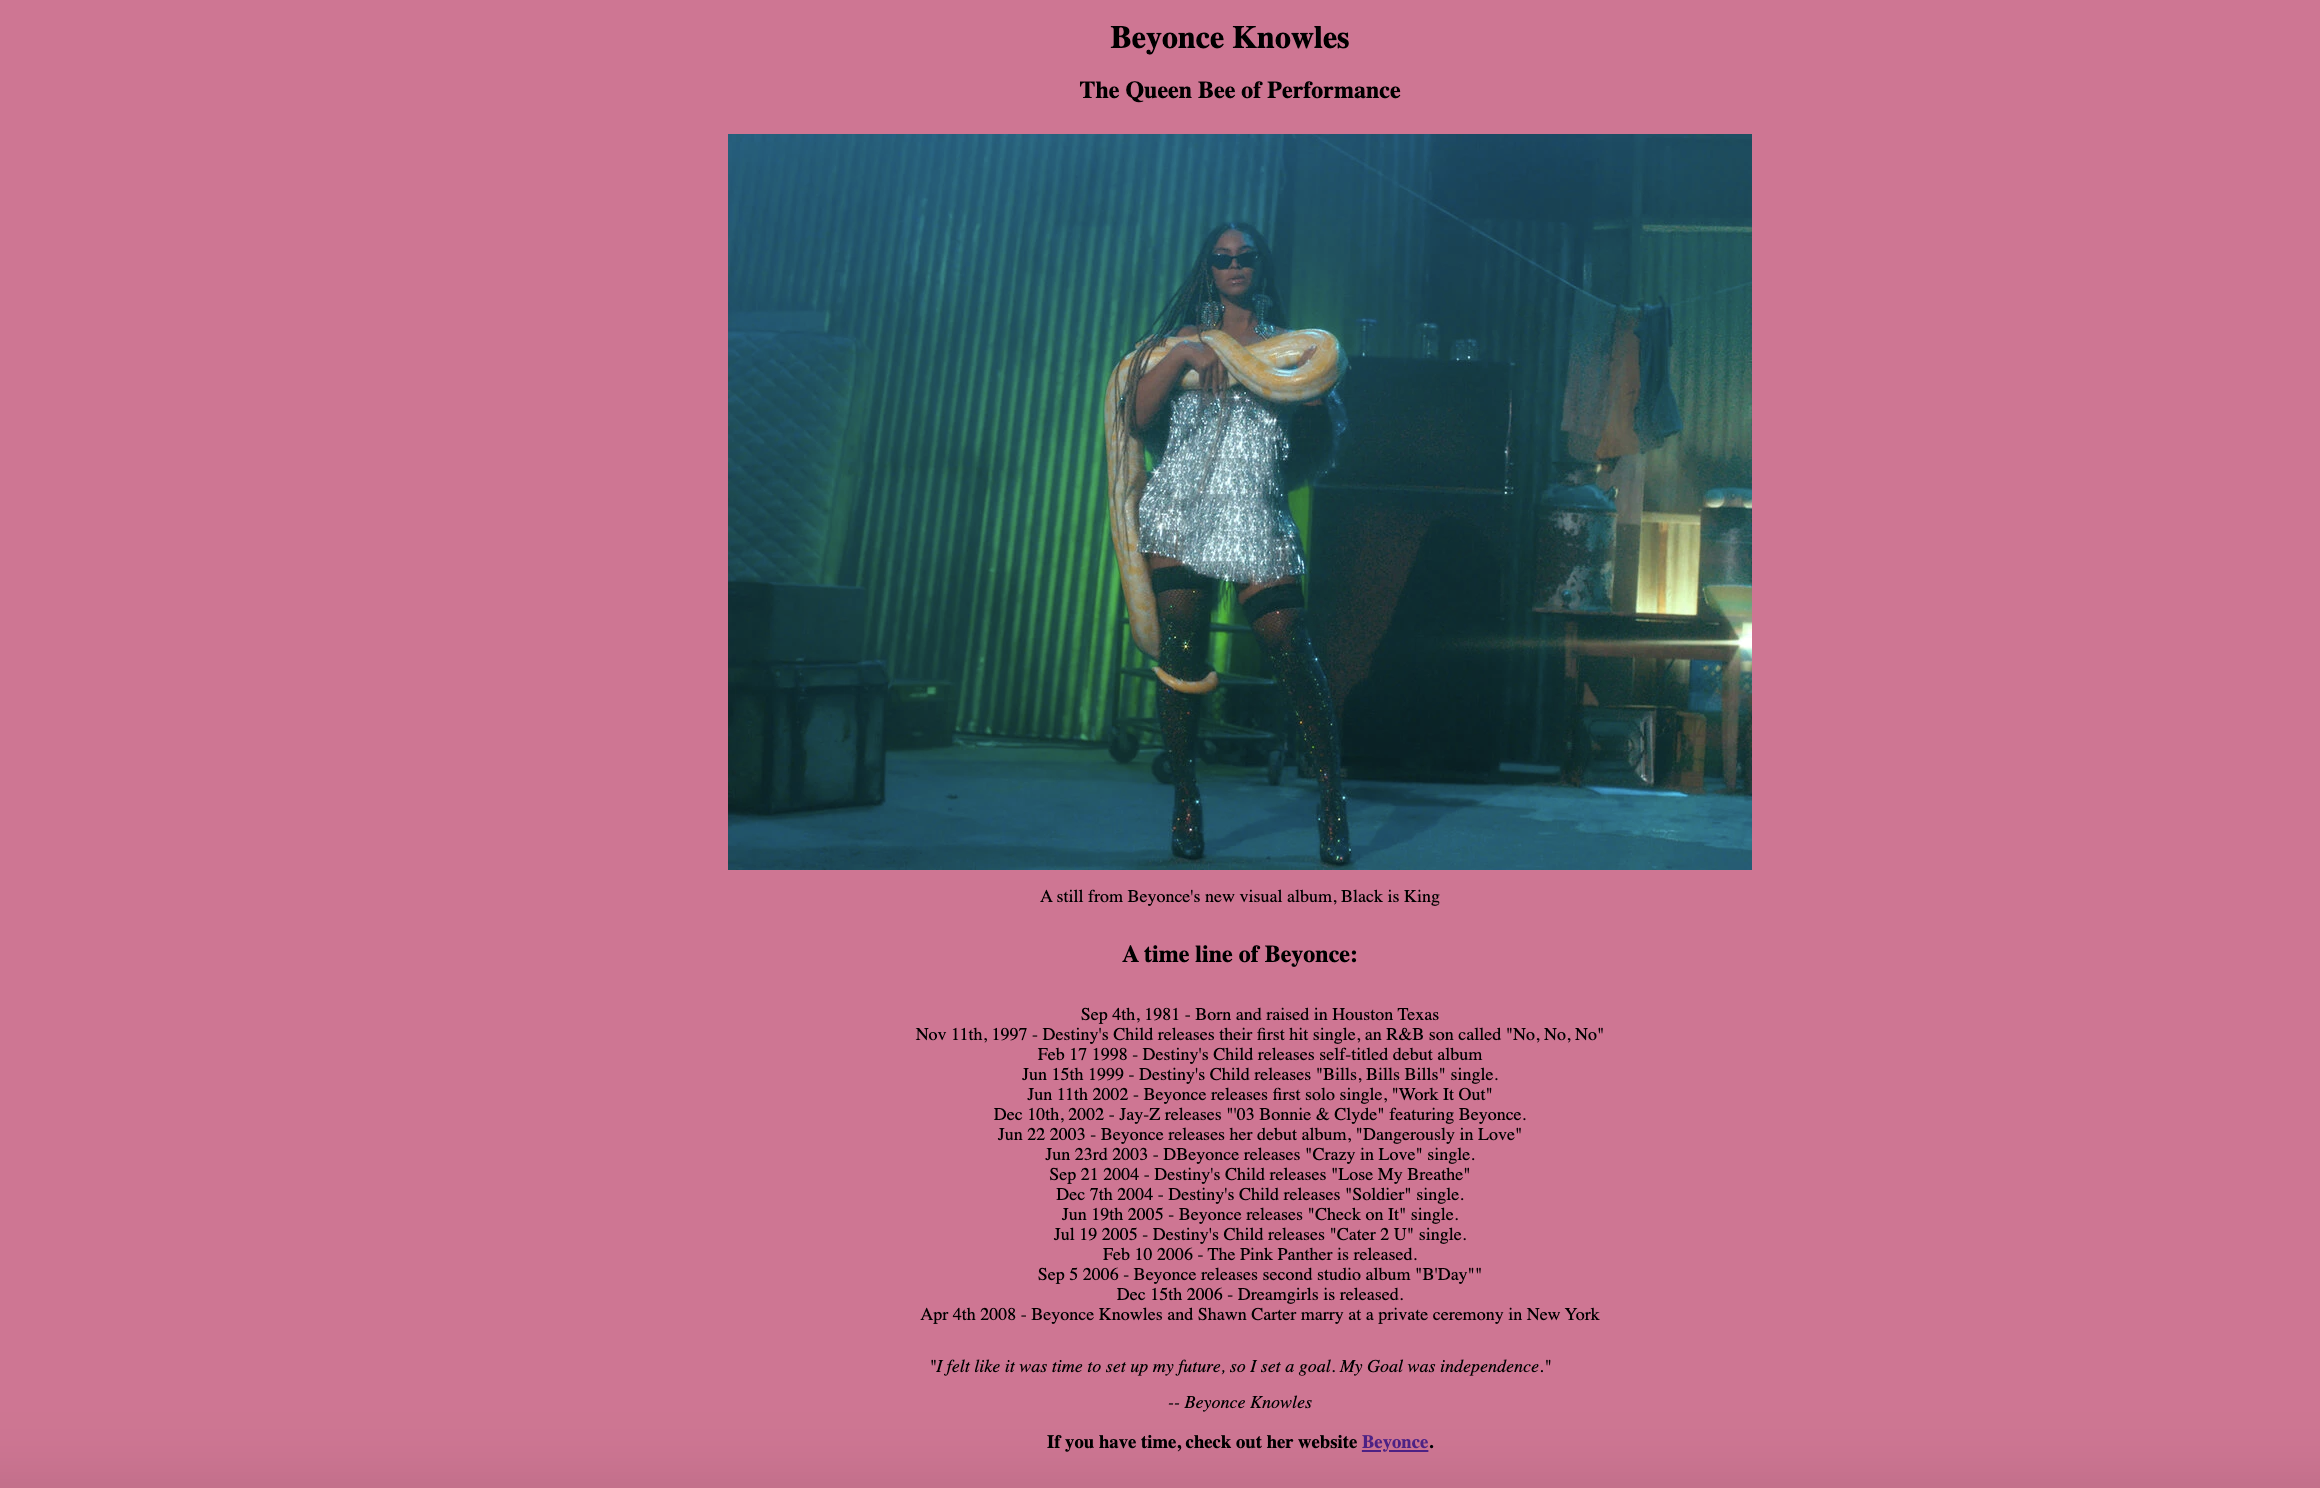 Beyonce Knowles
The Queen Bee of Performance
A still from Beyonce's new visual album, Black is King
A time line of Beyonce:
Sep 4th, 1981 - Born and raised in Houston Texas
Nov 11th, 1997 - Destiny's Child releases their first hit single, an R&B son called "No, No, No"
Feb 17 1998 - Destiny's Child releases self-titled debut album
Jun 15th 1999 - Destiny's Child releases "Bills, Bills Bills" single.
Jun 11th 2002 - Beyonce releases first solo single, "Work It Out"
Dec 10th, 2002 - Jay-Z releases "'03 Bonnie & Clyde" featuring Beyonce.
Jun 22 2003 - Beyonce releases her debut album, "Dangerously in Love"
Jun 23rd 2003 - DBeyonce releases "Crazy in Love" single.
Sep 21 2004 - Destiny's Child releases "Lose My Breathe"
Dec 7th 2004 - Destiny's Child releases "Soldier" single.
Jun 19th 2005 - Beyonce releases "Check on It" single.
Jul 19 2005 - Destiny's Child releases "Cater 2 U" single.
Feb 10 2006 - The Pink Panther is released.
Sep 5 2006 - Beyonce releases second studio album "B'Day""
Dec 15th 2006 - Dreamgirls is released.
Apr 4th 2008 - Beyonce Knowles and Shawn Carter marry at a private ceremony in New York
"I felt like it was time to set up my future, so I set a goal. My Goal was independence."
-- Beyonce Knowles
If you have time, check out her website Beyonce.